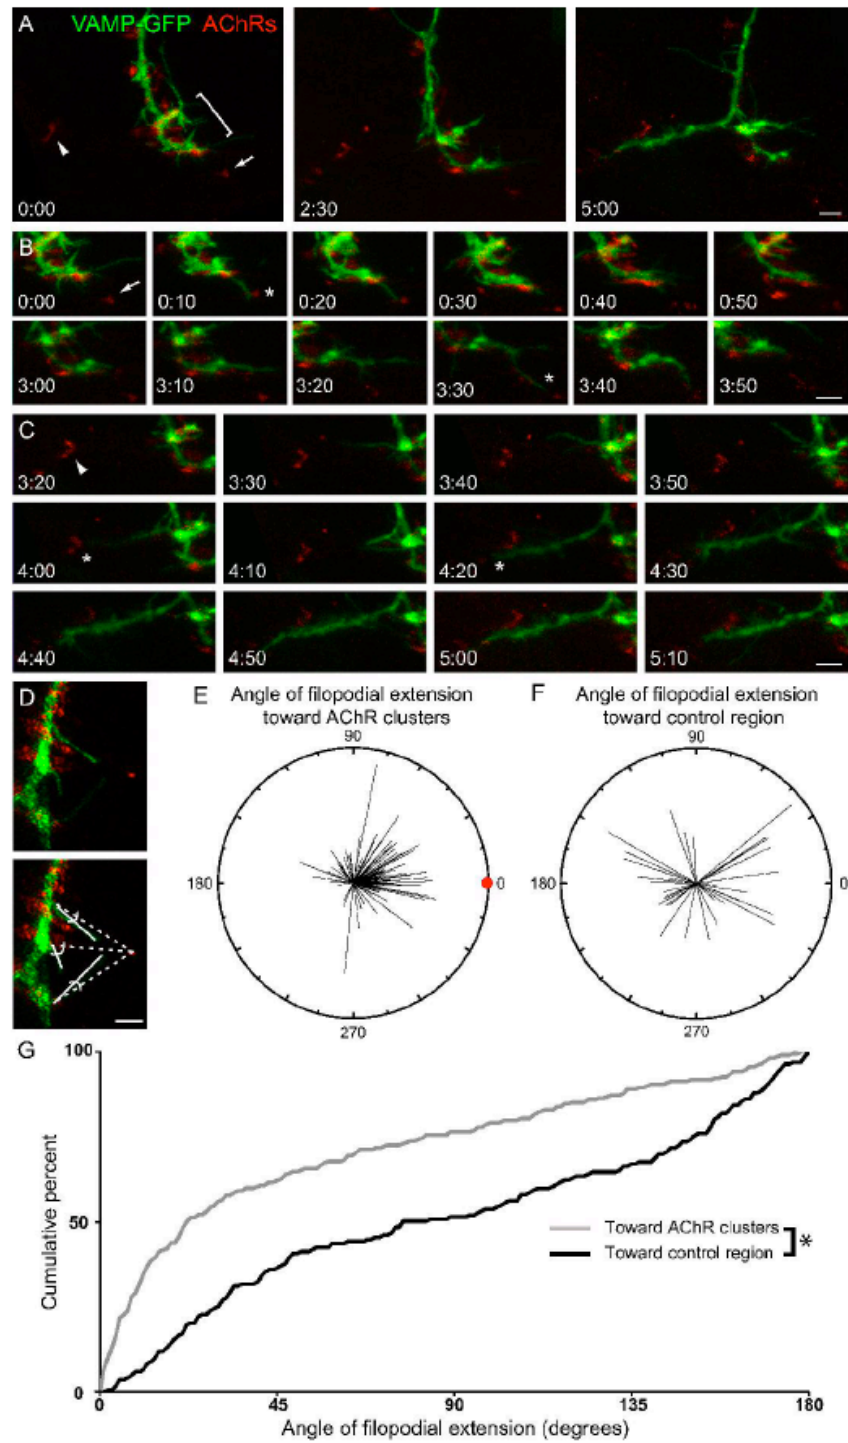 A VAMP-GFP AChRs
0:00 2:30 5:00
B
0:00 0:10 * 0:20 0:30 0:40 0:50
3:00 3:10 3:20 3:30 * 3:40 3:50
C
3:20 3:30 3:40 3:50
4:00 * 4:10 4:20 * 4:30
4:40 4:50 5:00 5:10
D
E Angle of filopodial extension
toward AChR clusters
90
180 0
270
F Angle of filopodial extension
toward control region
90
180 0
270
G
100
50
0
Cumulative percent
Toward AChR clusters
Toward control region
*
0 45 90 135 180
Angle of filopodial extension (degrees)